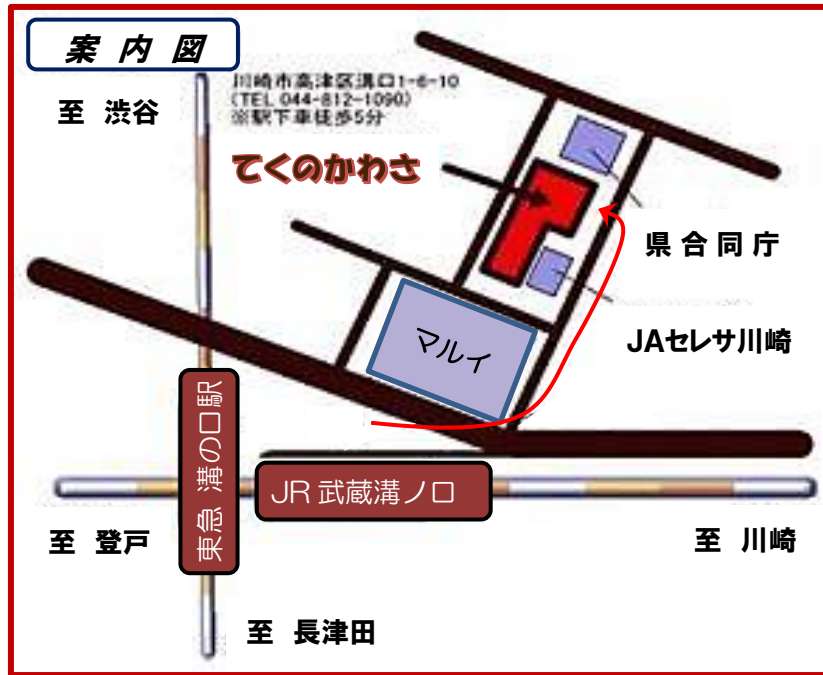 案 内 図
川崎市高津区溝口1-6-10
(TEL 044-812-1090)
※駅下車徒歩5分
至 渋谷
てくのかわさ
県 合 同 庁
JAセレサ川崎
マルイ
東急 溝の口駅
JR 武蔵溝ノ口
至 登戸
至 川崎
至 長津田